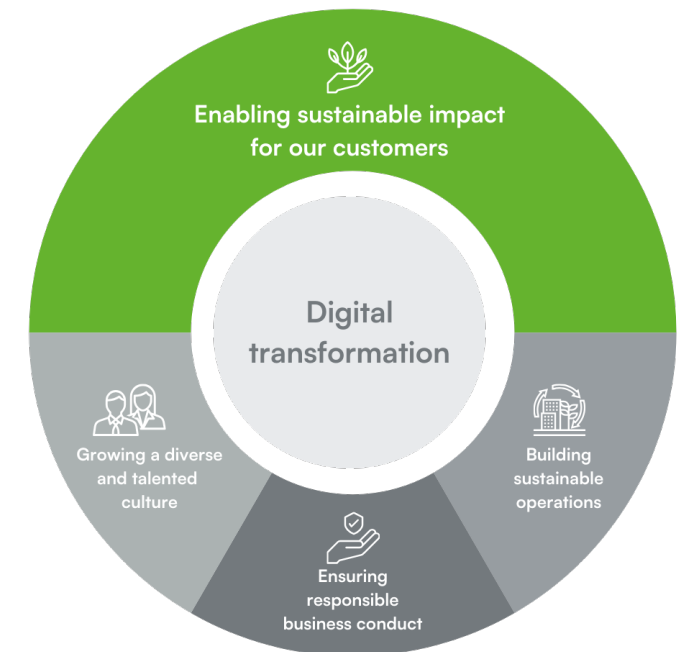 Enabling sustainable impact
for our customers
Digital
transformation
Growing a diverse
and talented
culture
Ensuring
responsible
business conduct
Building
sustainable
operations